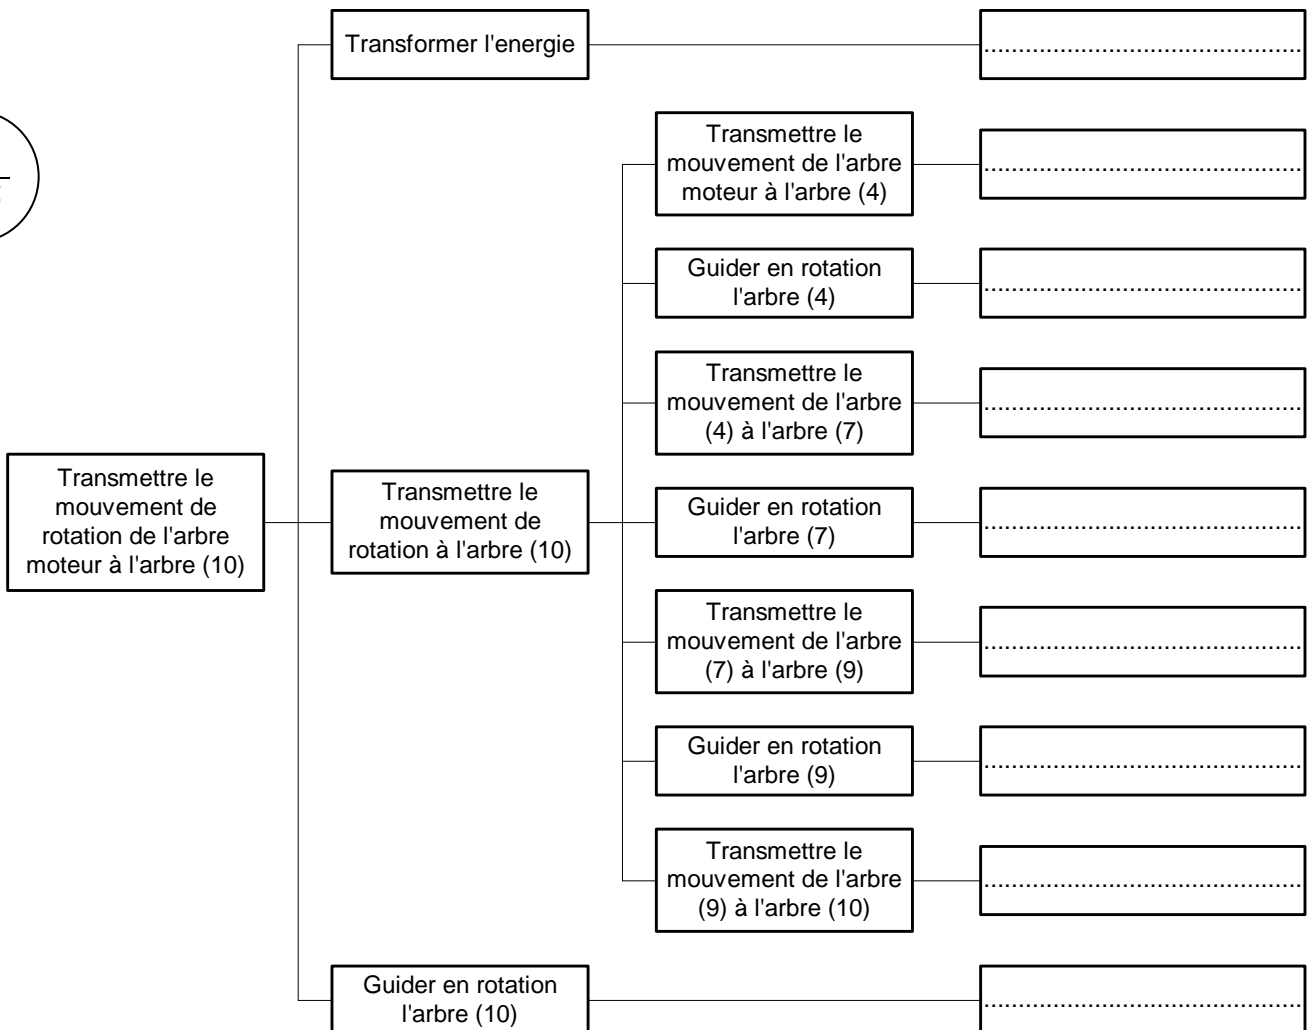 Transformer l'energie
..............................................
Transmettre le
mouvement de l'arbre
moteur à l'arbre (4)
..............................................
Guider en rotation
l'arbre (4)
..............................................
Transmettre le
mouvement de l'arbre
(4) à l'arbre (7)
..............................................
Transmettre le
mouvement de
rotation de l'arbre
moteur à l'arbre (10)
Transmettre le
mouvement de
rotation à l'arbre (10)
Guider en rotation
l'arbre (7)
..............................................
Transmettre le
mouvement de l'arbre
(7) à l'arbre (9)
..............................................
Guider en rotation
l'arbre (9)
..............................................
Transmettre le
mouvement de l'arbre
(9) à l'arbre (10)
..............................................
Guider en rotation
l'arbre (10)
..............................................